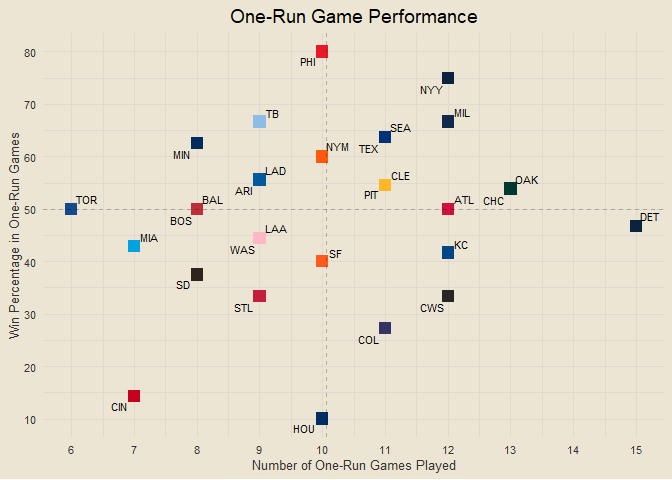 One-Run Game Performance
Win Percentage in One-Run Games
80
70
60
50
40
30
20
10
PHI
NYY
TB
MIL
SEA
TEX
MIN
NYM
LAD
ARI
CLE
PIT
OAK
CHC
TOR
BAL
BOS
ATL
DET
MIA
LAA
WAS
SF
KC
SD
STL
CWS
COL
CIN
HOU
6 7 8 9 10 11 12 13 14 15
Number of One-Run Games Played